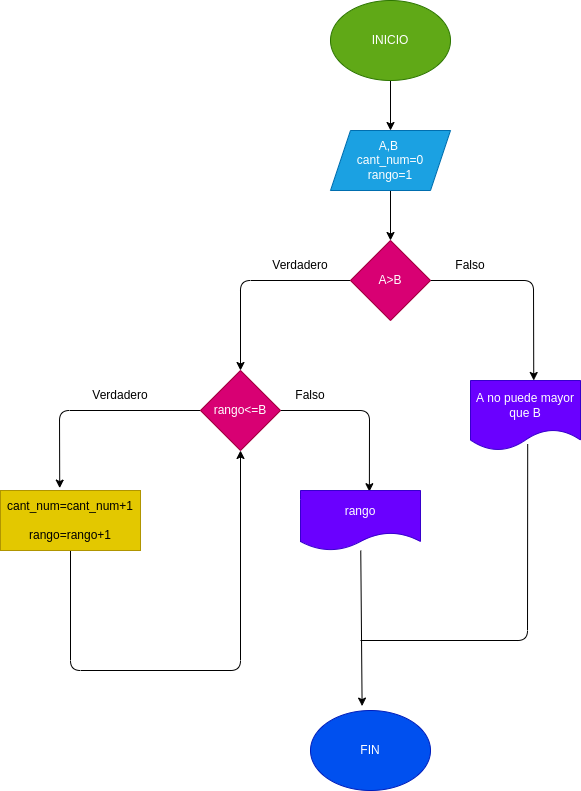 INICIO
A,B
cant_num=0
rango=1
Verdadero
Falso
A>B
Verdadero
Falso
rango<=B
A no puede mayor
que B
cant_num=cant_num+1
rango=rango+1
rango
FIN